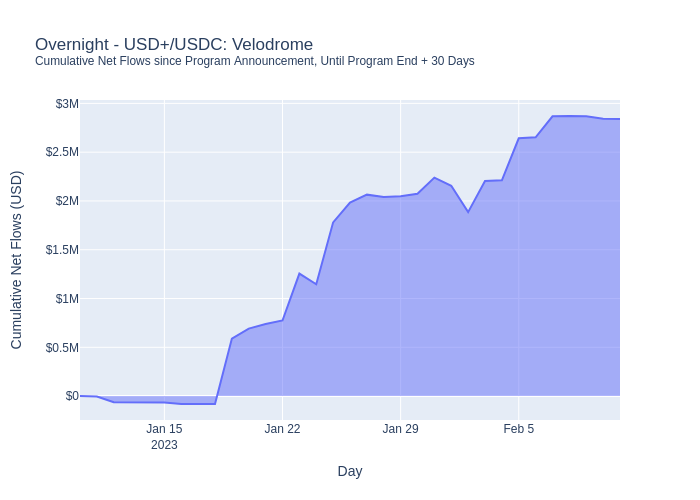 Overnight - USD+/USDC: Velodrome
Cumulative Net Flows since Program Announcement, Until Program End + 30 Days
$3M
$2.5M
$2M
$1.5M
$1M
$0.5M
$0
Cumulative Net Flows (USD)
Jan 15
2023
Jan 22
Jan 29
Feb 5
Day